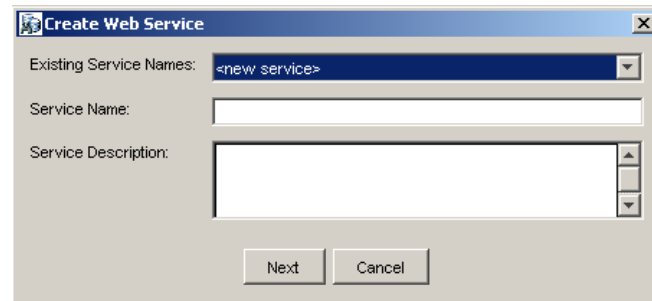 Create Web Service
Existing Service Names: <new service>
Service Name:
Service Description:
Next Cancel